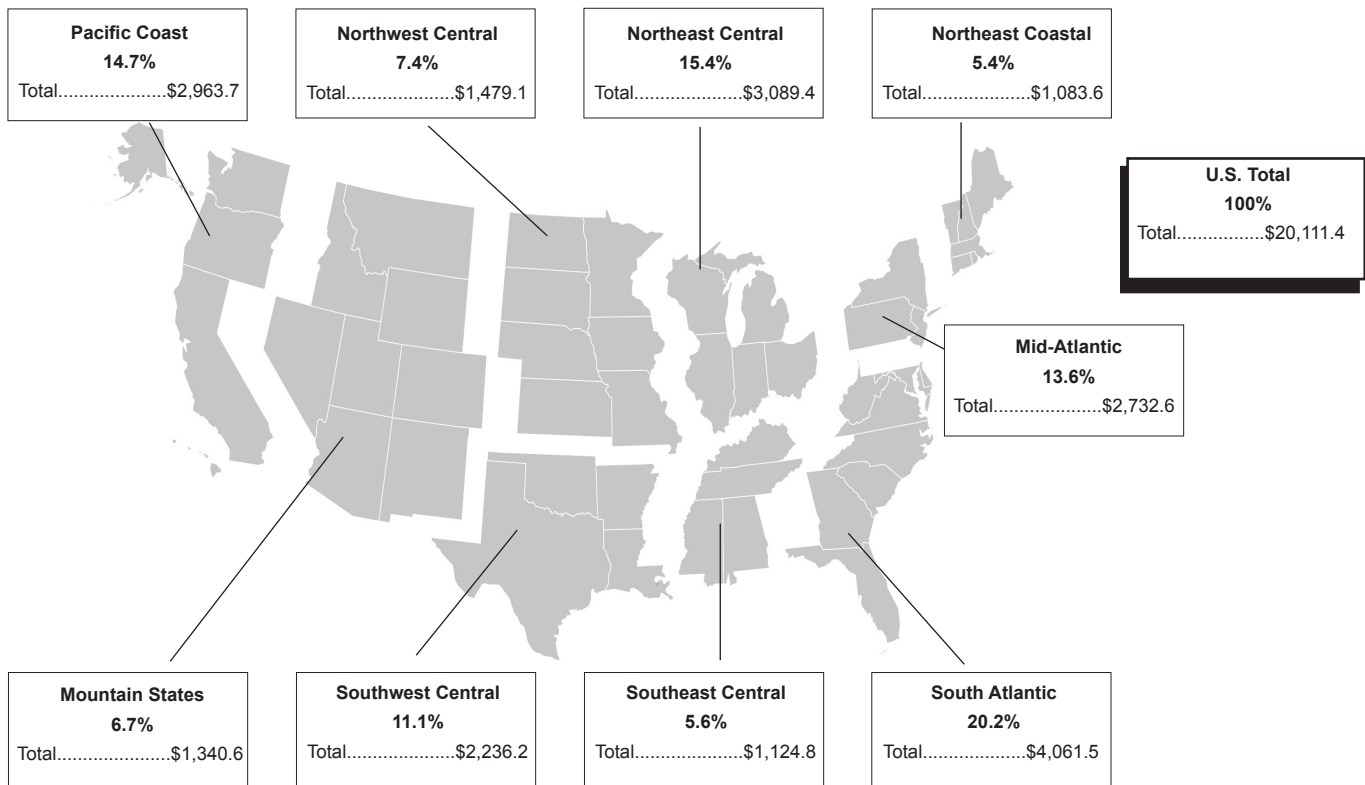 Pacific Coast
14.7%
Total.....................$2,963.7
Northwest Central
7.4%
Total.....................$1,479.1
Northeast Central
15.4%
Total.....................$3,089.4
Northeast Coastal
5.4%
Total.....................$1,083.6
U.S. Total
100%
Total.................$20,111.4
Mid-Atlantic
13.6%
Total.....................$2,732.6
Mountain States
6.7%
Total......................$1,340.6
Southwest Central
11.1%
Total.....................$2,236.2
Southeast Central
5.6%
Total.....................$1,124.8
South Atlantic
20.2%
Total.....................$4,061.5